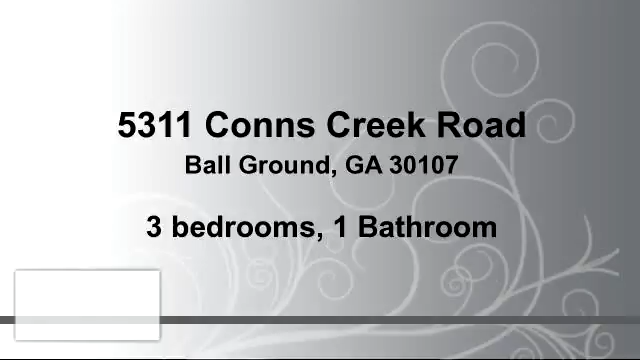 5311 Conns Creek Road
Ball Ground, GA 30107
3 bedrooms, 1 Bathroom